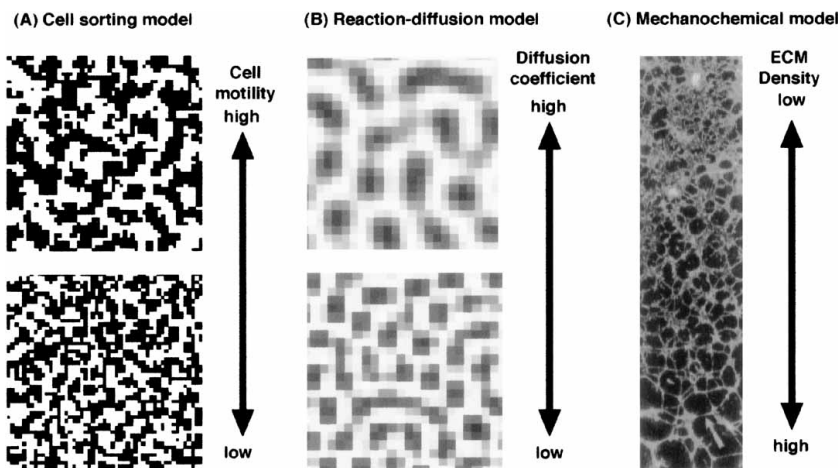 (A) Cell sorting model
(B) Reaction-diffusion model
(C) Mechanochemical model
Cell
motility
high
low
Diffusion
coefficient
high
low
ECM
Density
low
high